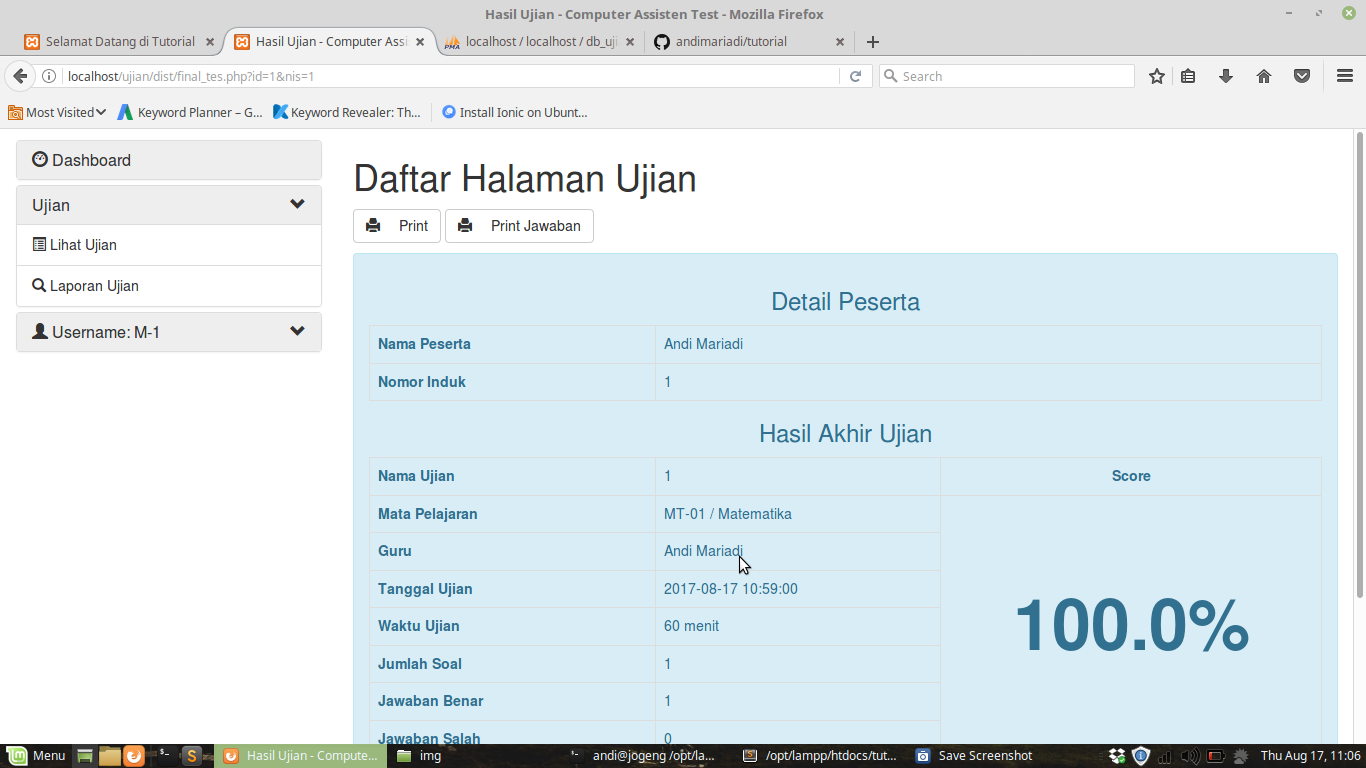 Hasil Ujian - Computer Assisten Test - Mozilla Firefox
Selamat Datang di Tutorial
Hasil Ujian - Computer Assi
localhost / localhost / db_uji
andimariadi/tutorial
localhost/ujian/dist/final_tes.php?id=1&nis=1
Search
Most Visited
Keyword Planner – G...
Keyword Revealer: Th...
Install Ionic on Ubunt...
Dashboard
Ujian
Lihat Ujian
Laporan Ujian
Username: M-1
Daftar Halaman Ujian
Print
Print Jawaban
Detail Peserta
Nama Peserta Andi Mariadi
Nomor Induk 1
Hasil Akhir Ujian
Nama Ujian 1 Score
Mata Pelajaran MT-01 / Matematika
Guru Andi Mariadi
Tanggal Ujian 2017-08-17 10:59:00
Waktu Ujian 60 menit
100.0%
Jumlah Soal 1
Jawaban Benar 1
Jawaban Salah 0
Menu
Hasil Ujian - Compute...
img
andi@jogeng /opt/la...
/opt/lampp/htdocs/tut...
Save Screenshot
Thu Aug 17, 11:06